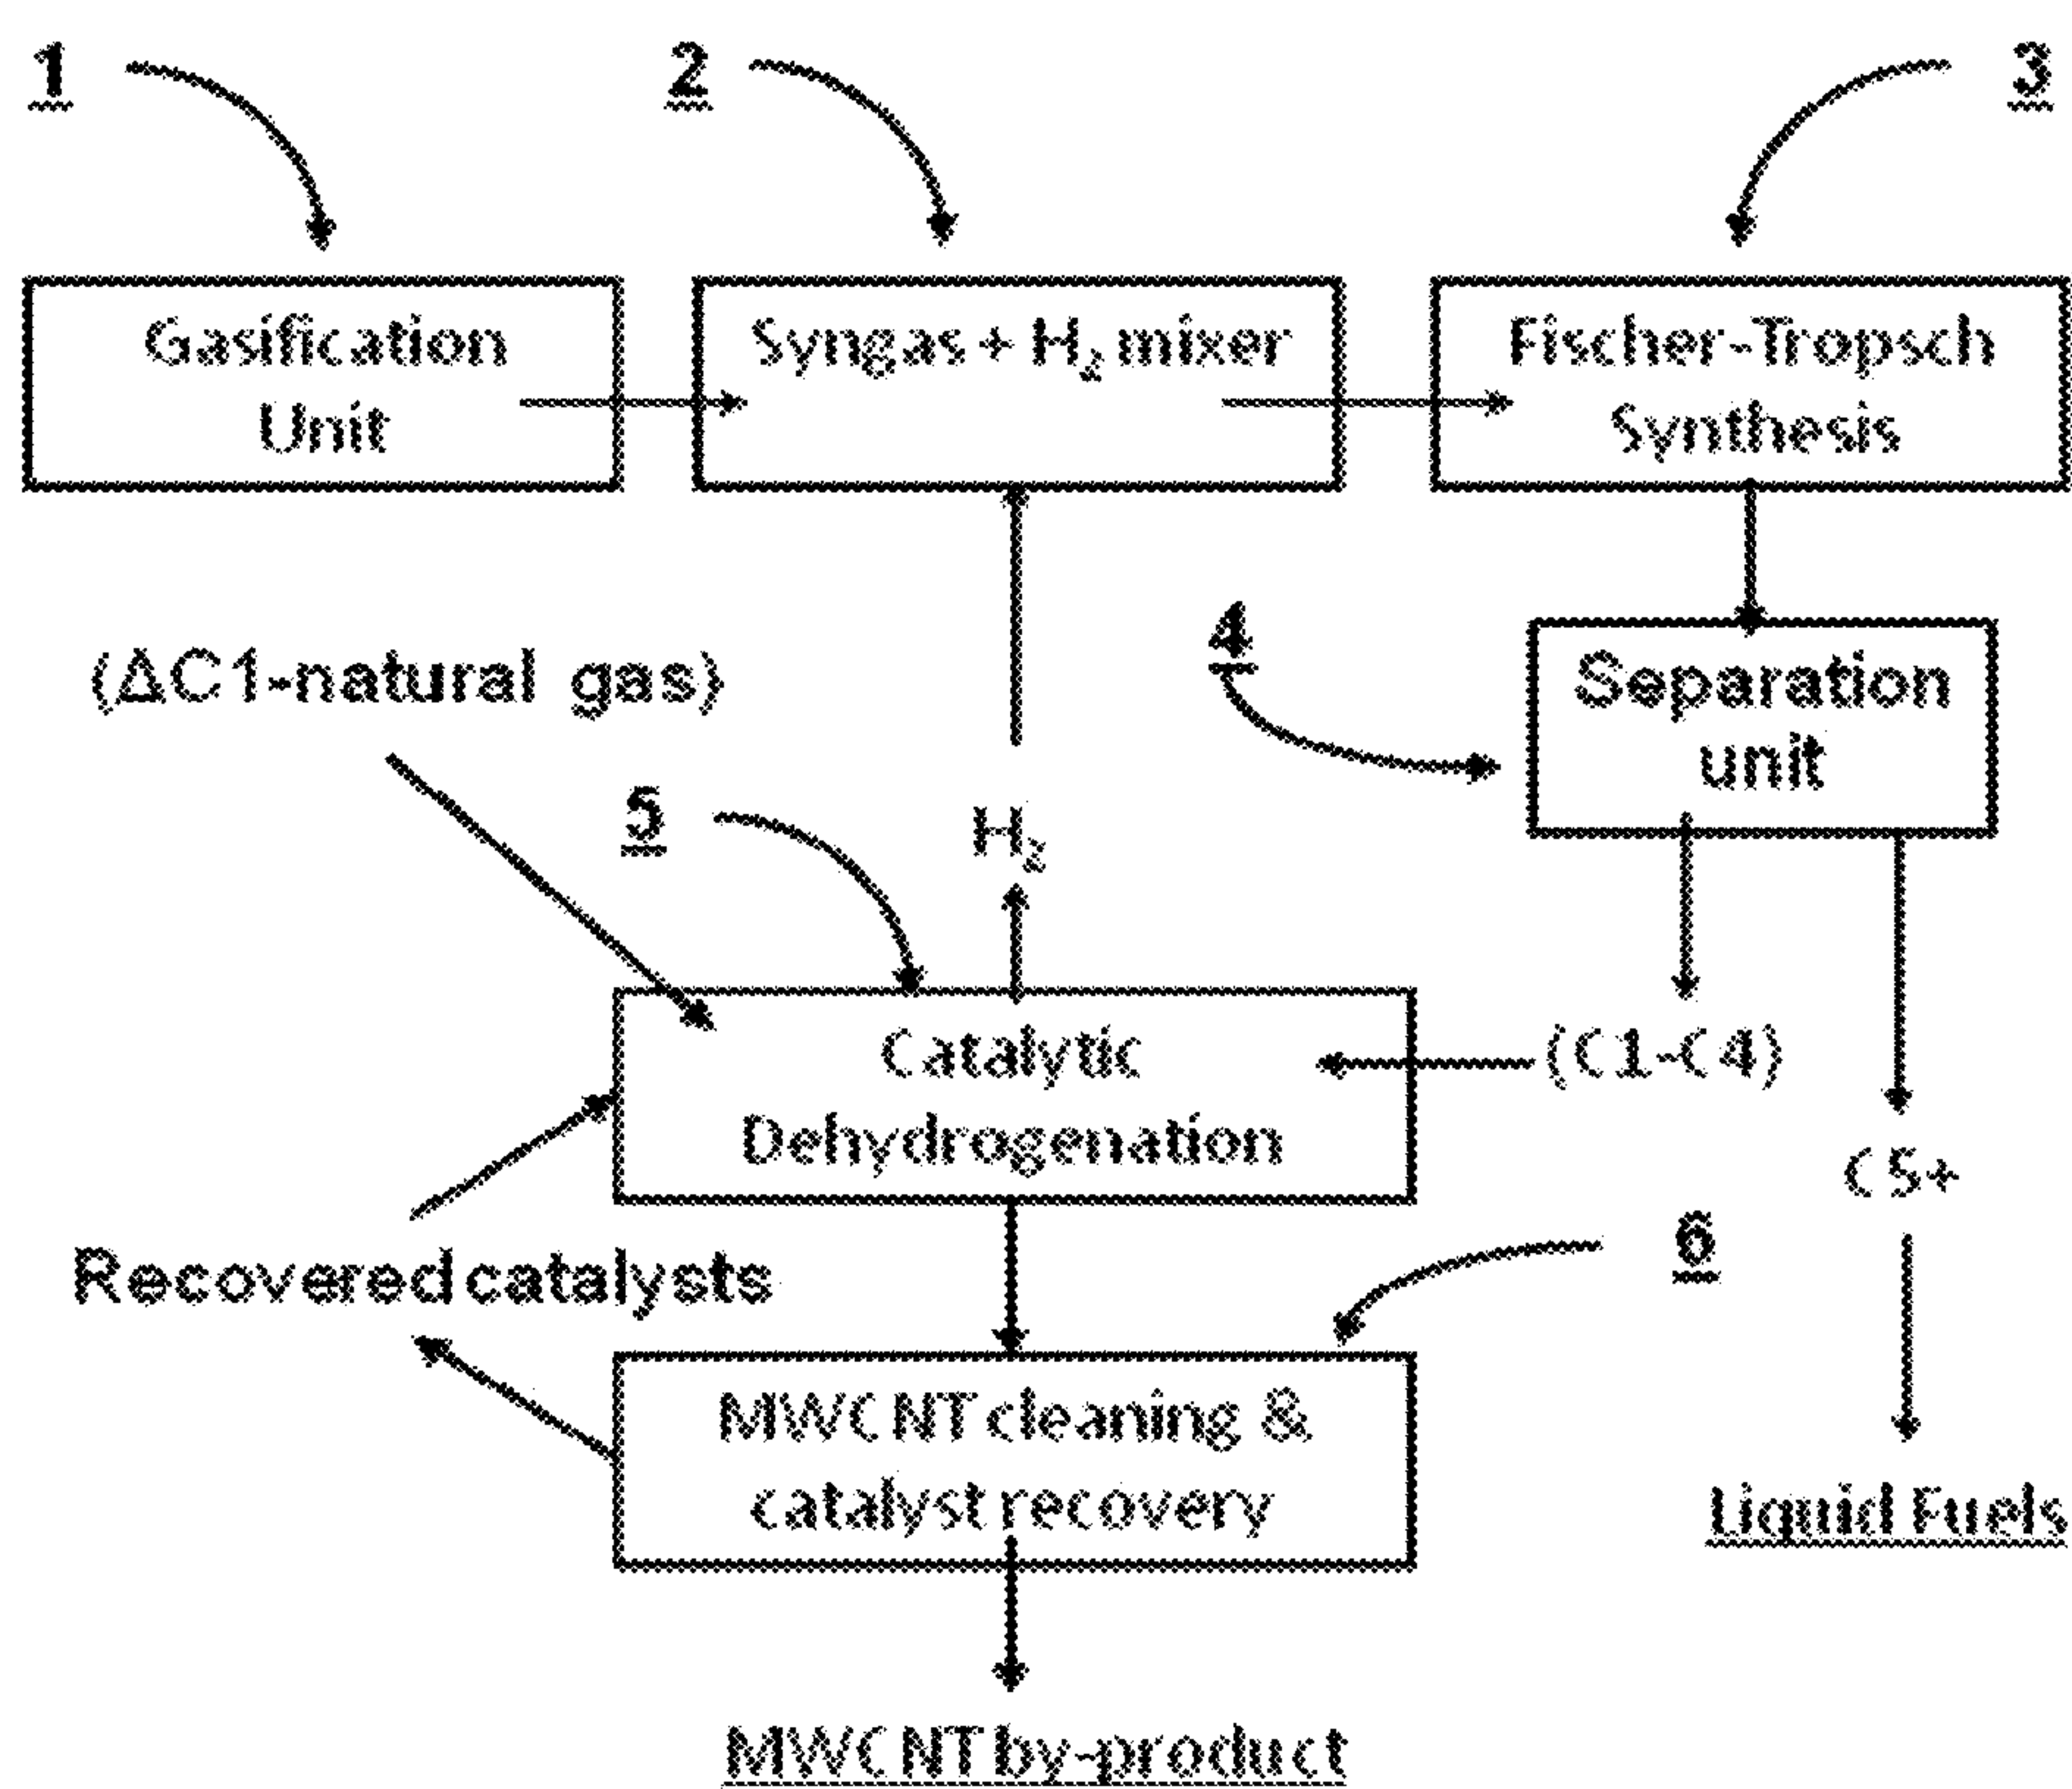 1
2
3
Gasification
Unit
Syngas + H₂ mixer
Fischer-Tropsch
Synthesis
(ΔC1-natural gas)
4
Separation
unit
5
H₂
Catalytic
Dehydrogenation
(C1-C4)
C5+
Recovered catalysts
6
MWCNT cleaning &
catalyst recovery
Liquid Fuels
MWCNT by-product